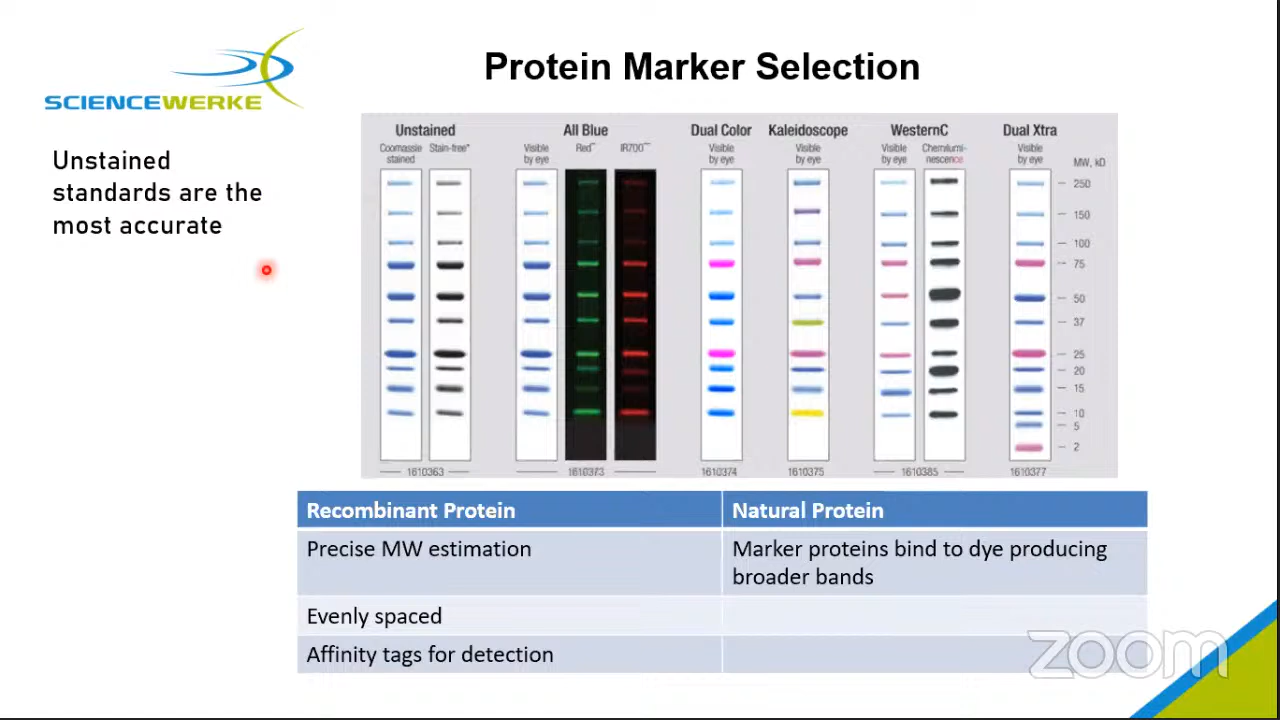 Protein Marker Selection
SCIENCEWERKE
Unstained
standards are the
most accurate
Unstained All Blue Dual Color Kaleidoscope WesternC Dual Xtra
Coomassie stained Stain-free* Visible by eye Red™ IR700™ Visible by eye Visible by eye Visible by eye Chemiluminescence Visible by eye MW, kD
250
150
100
75
50
37
25
20
15
10
5
2
1610363 1610373 1610374 1610375 1610385 1610377
Recombinant Protein Natural Protein
Precise MW estimation Marker proteins bind to dye producing
broader bands
Evenly spaced
Affinity tags for detection
zoom